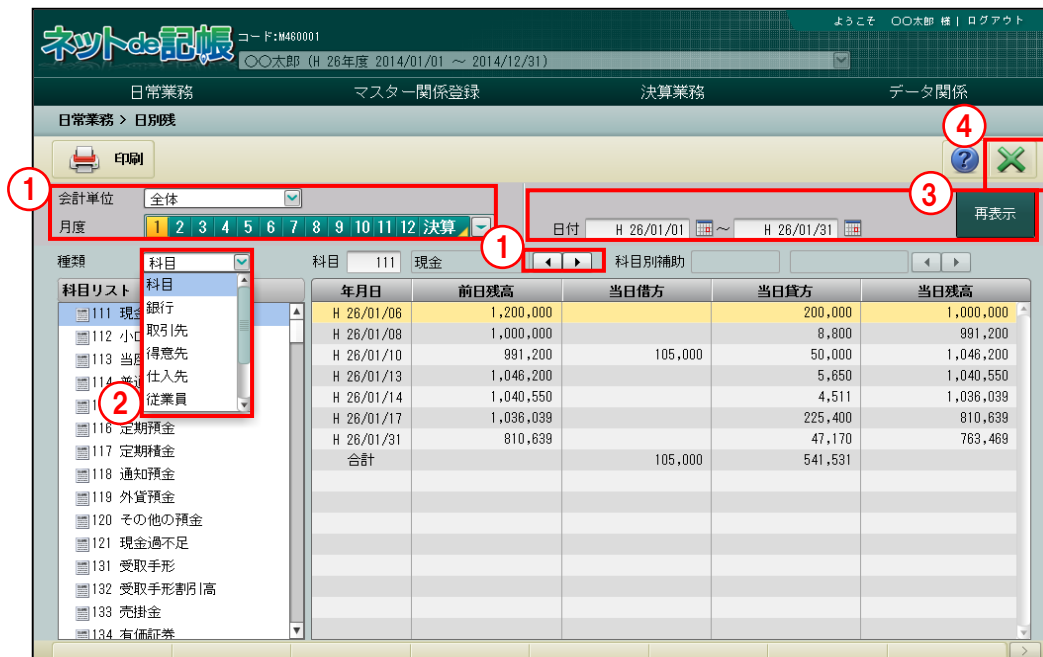 ようこそ 〇〇太郎 様 | ログアウト
ネットde記帳 コード:M460001
〇〇太郎 (H 26年度 2014/01/01 ～ 2014/12/31)
日常業務 マスター関係登録 決算業務 データ関係
日常業務 > 日別残
④
印刷 ?
① ③
会計単位 全体
再表示
月度 1 2 3 4 5 6 7 8 9 10 11 12 決算 日付 H 26/01/01 ～ H 26/01/31
①
種類 科目 科目 111 現金 科目別補助
科目
銀行
取引先
得意先
仕入先
従業員
②
科目リスト
111 現金
112 小口
113 当座
114 普通
116 定期預金
117 定期積金
118 通知預金
119 外貨預金
120 その他の預金
121 現金過不足
131 受取手形
132 受取手形割引高
133 売掛金
134 有価証券
年月日 前日残高 当日借方 当日貸方 当日残高
H 26/01/06 1,200,000 200,000 1,000,000
H 26/01/08 1,000,000 8,800 991,200
H 26/01/10 991,200 105,000 50,000 1,046,200
H 26/01/13 1,046,200 5,650 1,040,550
H 26/01/14 1,040,550 4,511 1,036,039
H 26/01/17 1,036,039 225,400 810,639
H 26/01/31 810,639 47,170 763,469
合計 105,000 541,531